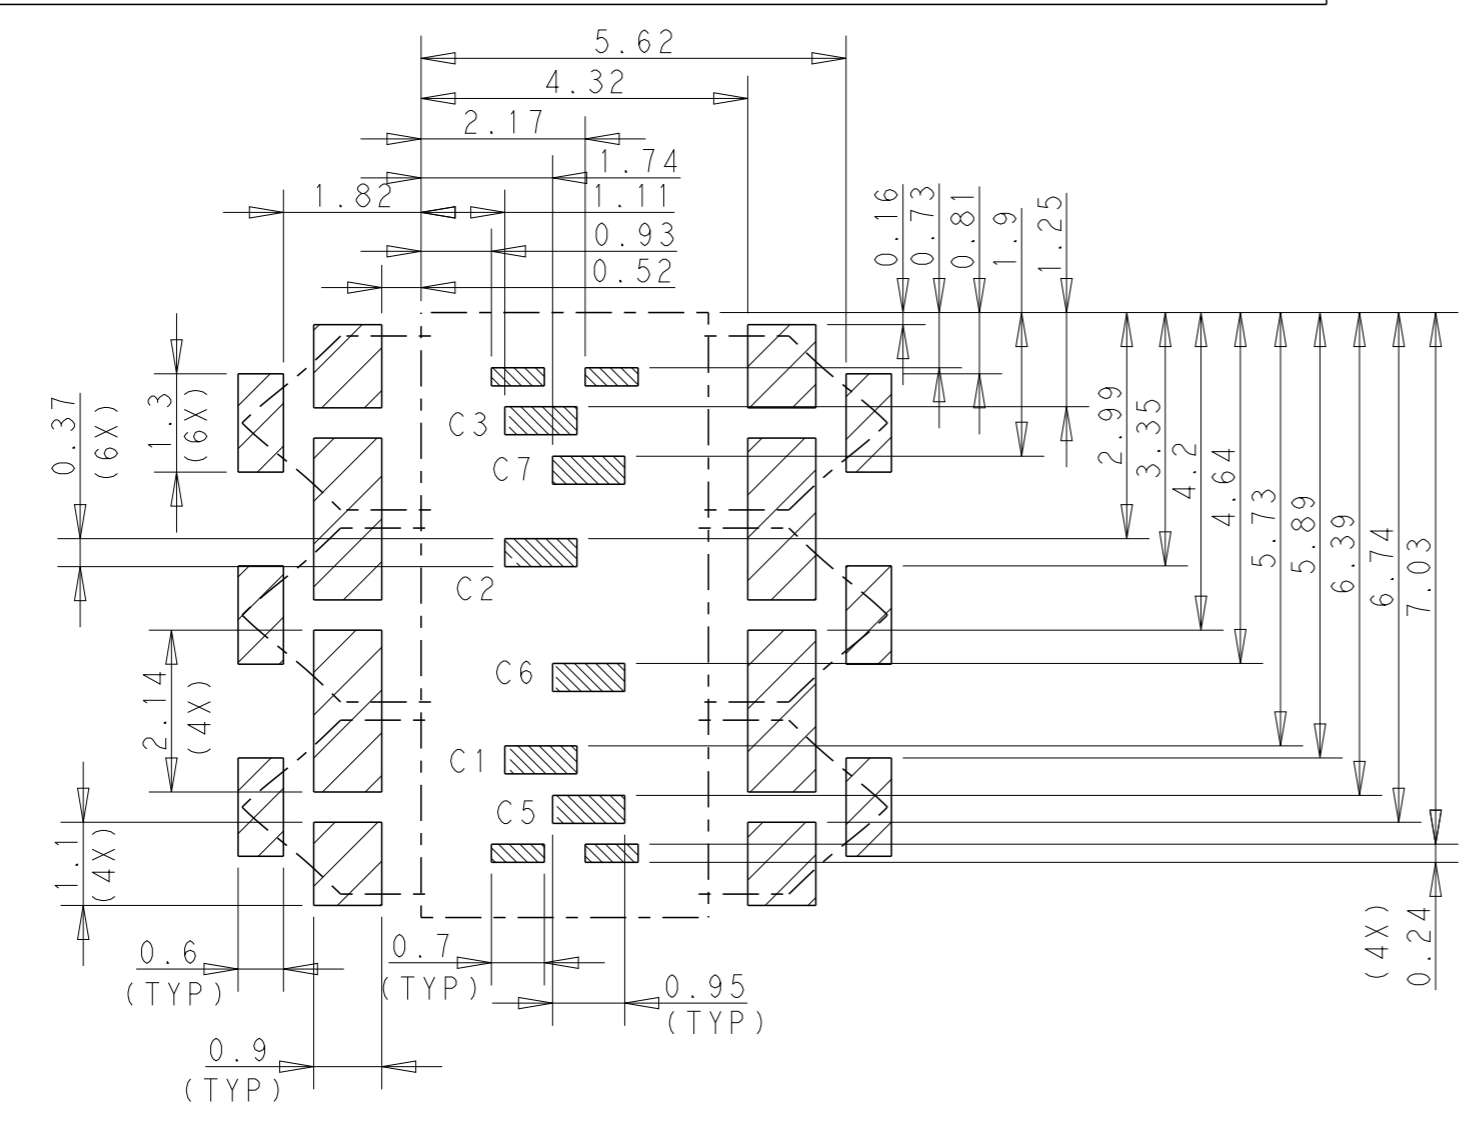 5.62
4.32
2.17
1.74
1.82
1.11
0.93
0.52
0.16
0.73
0.81
1.9
1.25
0.37
(6X)
1.3
(6X)
C3
C7
C2
C6
C1
C5
2.99
3.35
4.2
4.64
5.73
5.89
6.39
6.74
7.03
2.14
(4X)
1.1
(4X)
0.6
(TYP)
0.7
(TYP)
0.95
(TYP)
0.9
(TYP)
(4X)
0.24